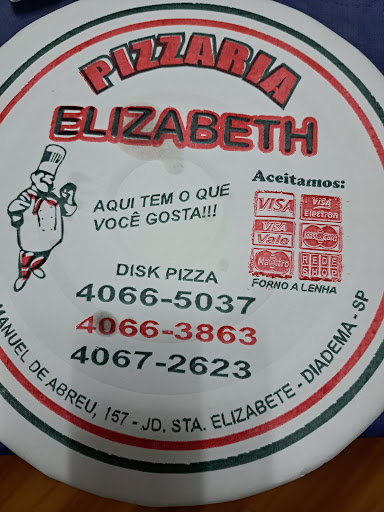 PIZZARIA
ELIZABETH
AQUI TEM O QUE
VOCÊ GOSTA!!!
Aceitamos:
VISA
VISA
Electron
VISA
Vale
MasterCard
Maestro
REDE
SHOP
FORNO A LENHA
DISK PIZZA
4066-5037
4066-3863
4067-2623
MANUEL DE ABREU, 157 - JD. STA. ELIZABETE - DIADEMA - SP